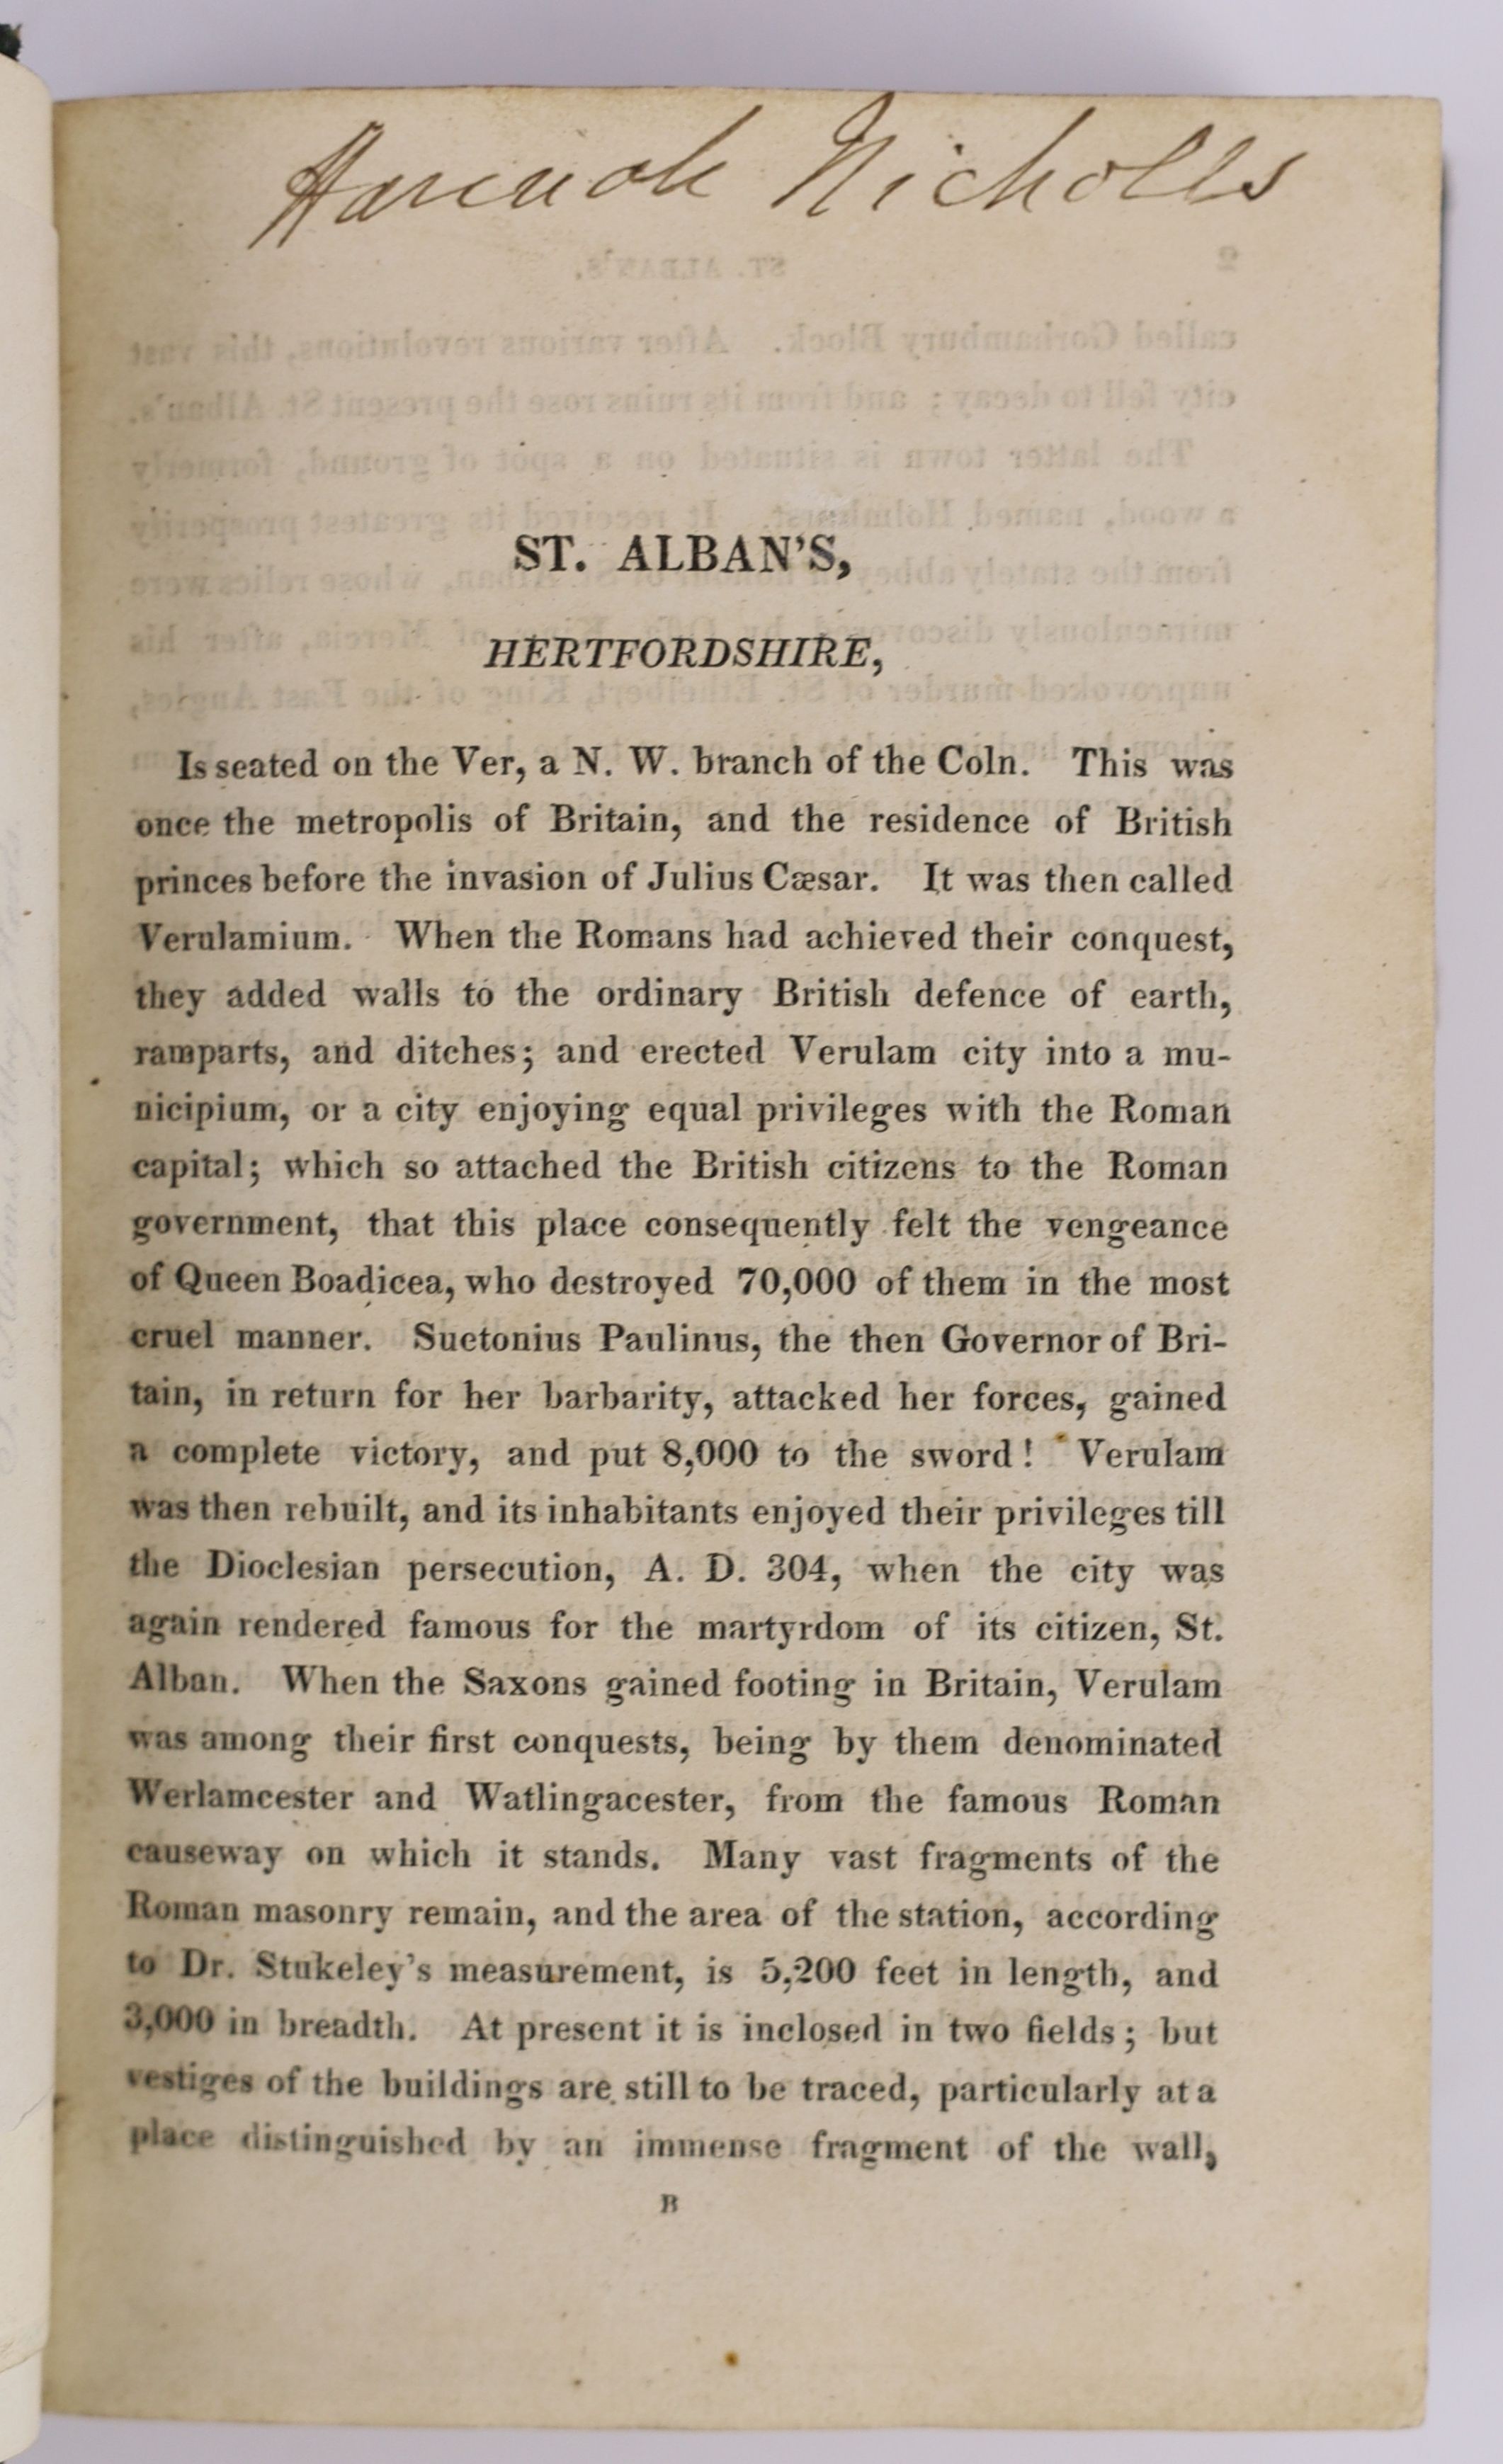 Hannah Nicholls
ST. ALBAN'S,
HERTFORDSHIRE,
Is seated on the Ver, a N. W. branch of the Coln. This was
once the metropolis of Britain, and the residence of British
princes before the invasion of Julius Cæsar. It was then called
Verulamium. When the Romans had achieved their conquest,
they added walls to the ordinary British defence of earth,
ramparts, and ditches; and erected Verulam city into a mu-
nicipium, or a city enjoying equal privileges with the Roman
capital; which so attached the British citizens to the Roman
government, that this place consequently felt the vengeance
of Queen Boadicea, who destroyed 70,000 of them in the most
cruel manner. Suetonius Paulinus, the then Governor of Bri-
tain, in return for her barbarity, attacked her forces, gained
a complete victory, and put 8,000 to the sword! Verulam
was then rebuilt, and its inhabitants enjoyed their privileges till
the Dioclesian persecution, A. D. 304, when the city was
again rendered famous for the martyrdom of its citizen, St.
Alban. When the Saxons gained footing in Britain, Verulam
was among their first conquests, being by them denominated
Werlamcester and Watlingacester, from the famous Roman
causeway on which it stands. Many vast fragments of the
Roman masonry remain, and the area of the station, according
to Dr. Stukeley's measurement, is 5,200 feet in length, and
3,000 in breadth. At present it is inclosed in two fields; but
vestiges of the buildings are still to be traced, particularly at a
place distinguished by an immense fragment of the wall,
B